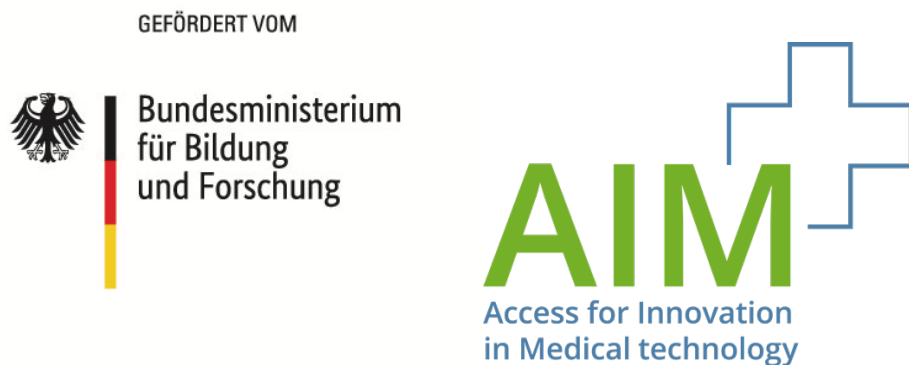 GEFÖRDERT VOM
Bundesministerium
für Bildung
und Forschung
AIM
Access for Innovation
in Medical technology